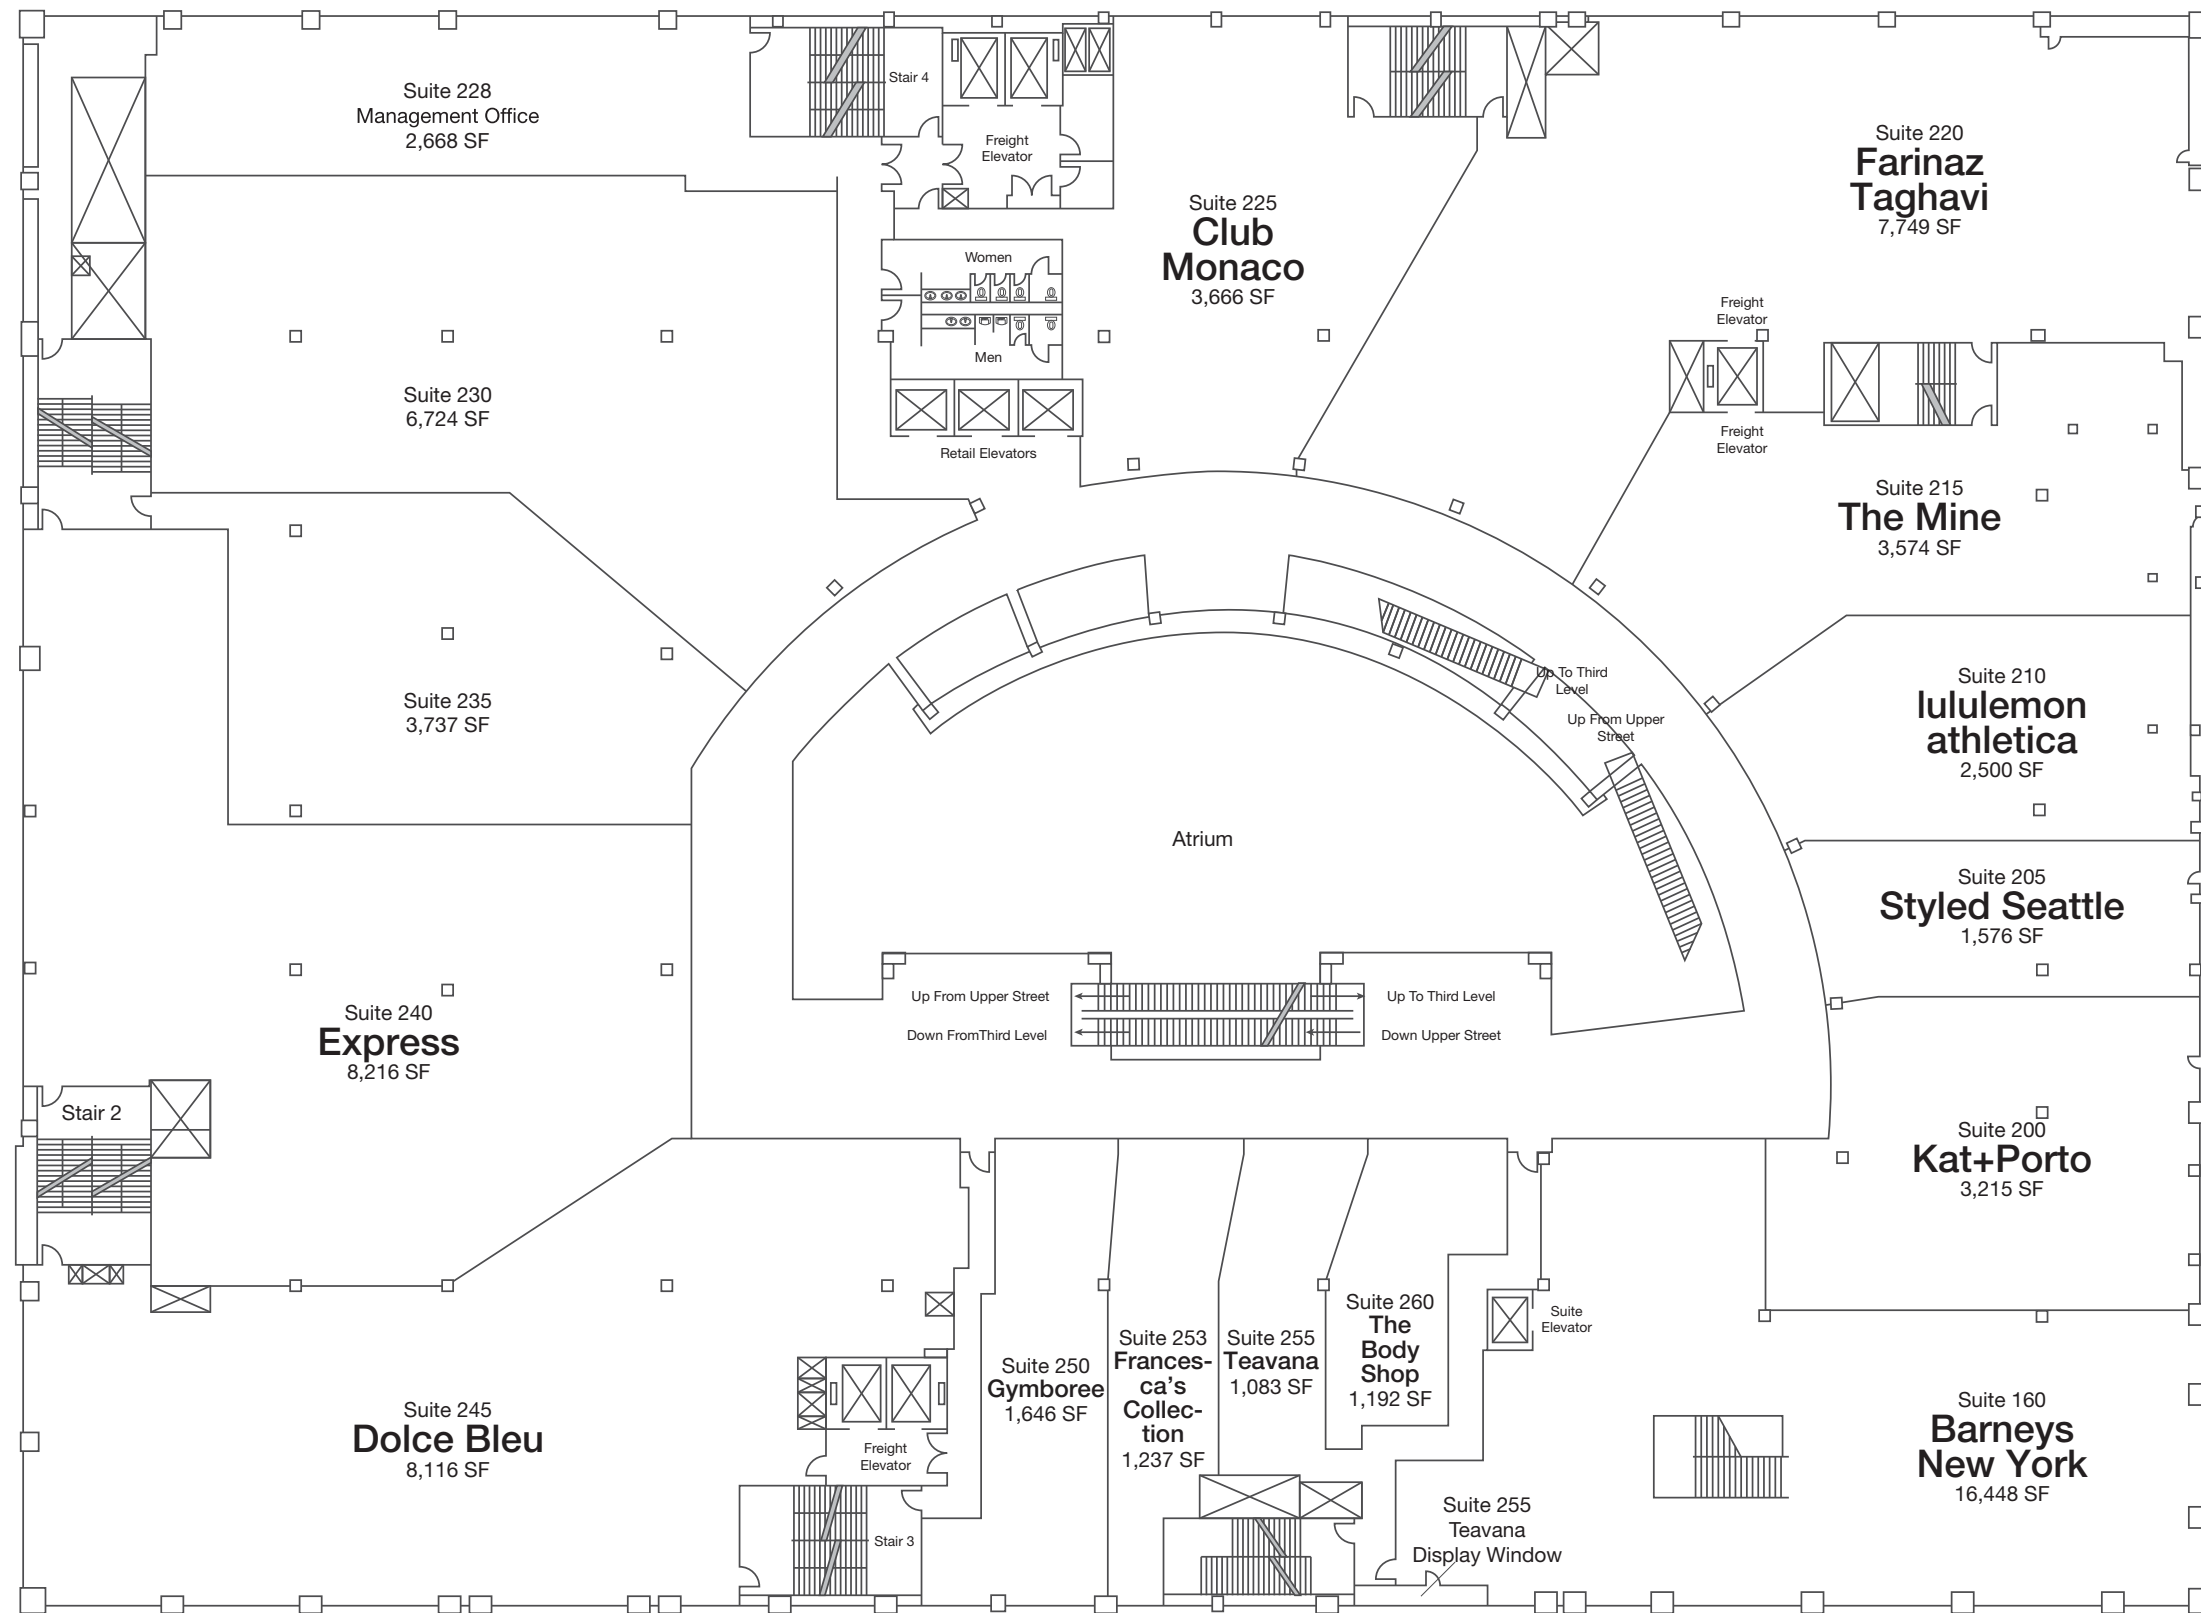 Suite 228
Management Office
2,668 SF
Stair 4
Freight
Elevator
Suite 220
Farinaz
Taghavi
7,749 SF
Suite 225
Club
Monaco
3,666 SF
Women
Men
Retail Elevators
Freight
Elevator
Freight
Elevator
Suite 230
6,724 SF
Suite 215
The Mine
3,574 SF
Suite 235
3,737 SF
Up To Third
Level
Up From Upper
Street
Suite 210
lululemon
athletica
2,500 SF
Atrium
Suite 205
Styled Seattle
1,576 SF
Up From Upper Street
Up To Third Level
Down FromThird Level
Down Upper Street
Suite 240
Express
8,216 SF
Stair 2
Suite 200
Kat+Porto
3,215 SF
Suite 245
Dolce Bleu
8,116 SF
Freight
Elevator
Stair 3
Suite 250
Gymboree
1,646 SF
Suite 253
Frances-
ca's
Collec-
tion
1,237 SF
Suite 255
Teavana
1,083 SF
Suite 260
The
Body
Shop
1,192 SF
Suite
Elevator
Suite 255
Teavana
Display Window
Suite 160
Barneys
New York
16,448 SF